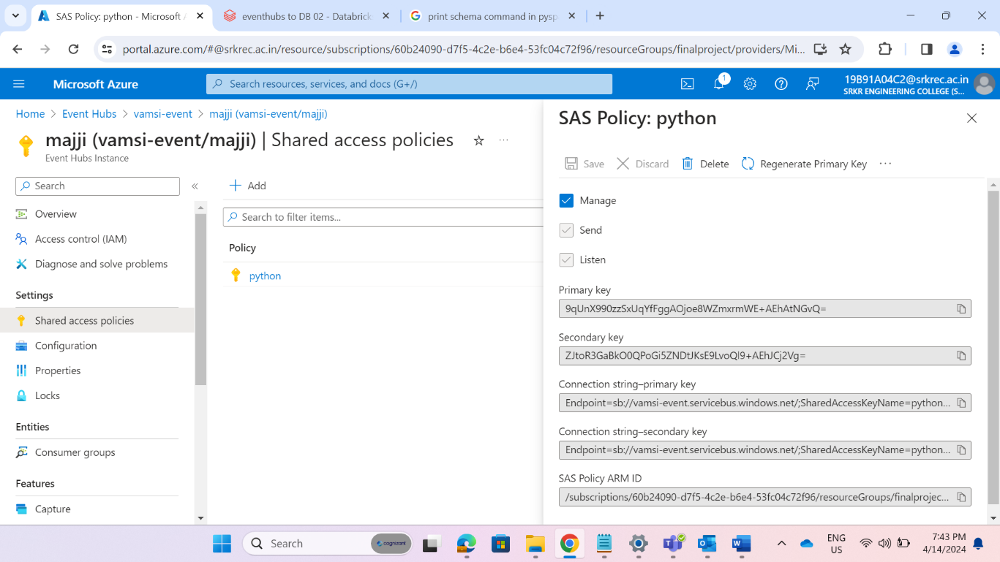 SAS Policy: python - Microsoft A
eventhubs to DB 02 - Databrick
print schema command in pysp
portal.azure.com/#@srkrec.ac.in/resource/subscriptions/60b24090-d7f5-4c2e-b6e4-53fc04c72f96/resourceGroups/finalproject/providers/Mi...
Microsoft Azure
Search resources, services, and docs (G+/)
1
19B91A04C2@srkrec.ac.in
SRKR ENGINEERING COLLEGE (S...
Home > Event Hubs > vamsi-event > majji (vamsi-event/majji)
majji (vamsi-event/majji) | Shared access policies
Event Hubs Instance
Search
Overview
Access control (IAM)
Diagnose and solve problems
Settings
Shared access policies
Configuration
Properties
Locks
Entities
Consumer groups
Features
Capture
Add
Search to filter items...
Policy
python
SAS Policy: python
Save
Discard
Delete
Regenerate Primary Key
Manage
Send
Listen
Primary key
9qUnX990zzSxUqYfFggAOjoe8WZmxrmWE+AEhAtNGvQ=
Secondary key
ZJtoR3GaBkO0QPoGi5ZNDtJKsE9LvoQl9+AEhJCj2Vg=
Connection string–primary key
Endpoint=sb://vamsi-event.servicebus.windows.net/;SharedAccessKeyName=python...
Connection string–secondary key
Endpoint=sb://vamsi-event.servicebus.windows.net/;SharedAccessKeyName=python...
SAS Policy ARM ID
/subscriptions/60b24090-d7f5-4c2e-b6e4-53fc04c72f96/resourceGroups/finalprojec...
Search
cognizant
ENG
US
7:43 PM
4/14/2024